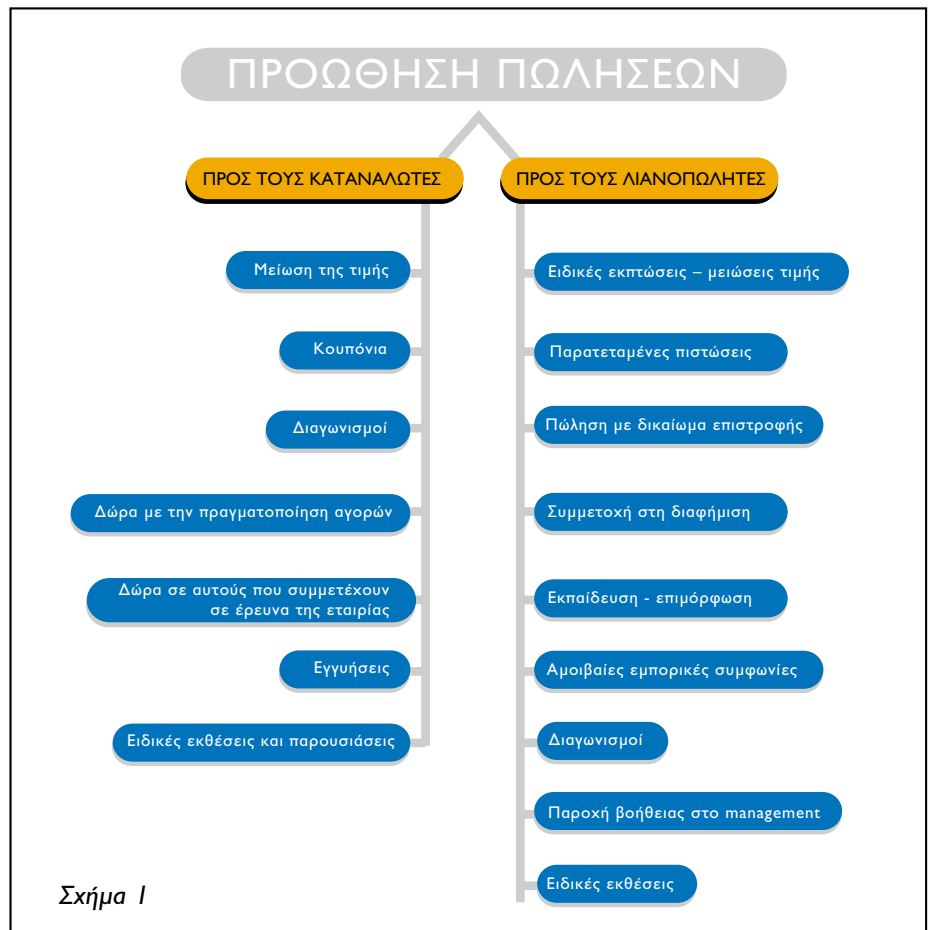 ΠΡΟΩΘΗΣΗ ΠΩΛΗΣΕΩΝ
ΠΡΟΣ ΤΟΥΣ ΚΑΤΑΝΑΛΩΤΕΣ
Μείωση της τιμής
Κουπόνια
Διαγωνισμοί
Δώρα με την πραγματοποίηση αγορών
Δώρα σε αυτούς που συμμετέχουν
σε έρευνα της εταιρίας
Εγγυήσεις
Ειδικές εκθέσεις και παρουσιάσεις
ΠΡΟΣ ΤΟΥΣ ΛΙΑΝΟΠΩΛΗΤΕΣ
Ειδικές εκπτώσεις – μειώσεις τιμής
Παρατεταμένες πιστώσεις
Πώληση με δικαίωμα επιστροφής
Συμμετοχή στη διαφήμιση
Εκπαίδευση - επιμόρφωση
Αμοιβαίες εμπορικές συμφωνίες
Διαγωνισμοί
Παροχή βοήθειας στο management
Ειδικές εκθέσεις
Σχήμα 1